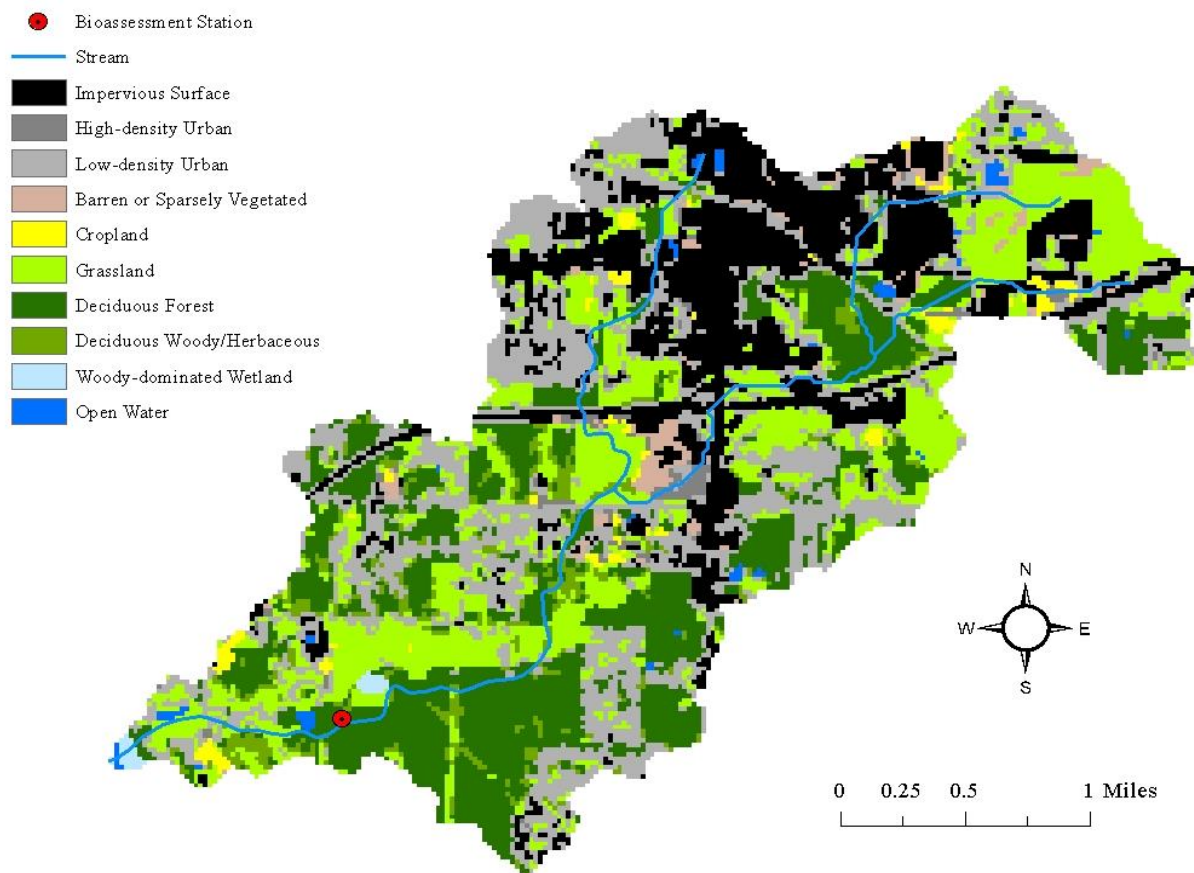 Bioassessment Station
Stream
Impervious Surface
High-density Urban
Low-density Urban
Barren or Sparsely Vegetated
Cropland
Grassland
Deciduous Forest
Deciduous Woody/Herbaceous
Woody-dominated Wetland
Open Water
N
W E
S
0 0.25 0.5 1 Miles